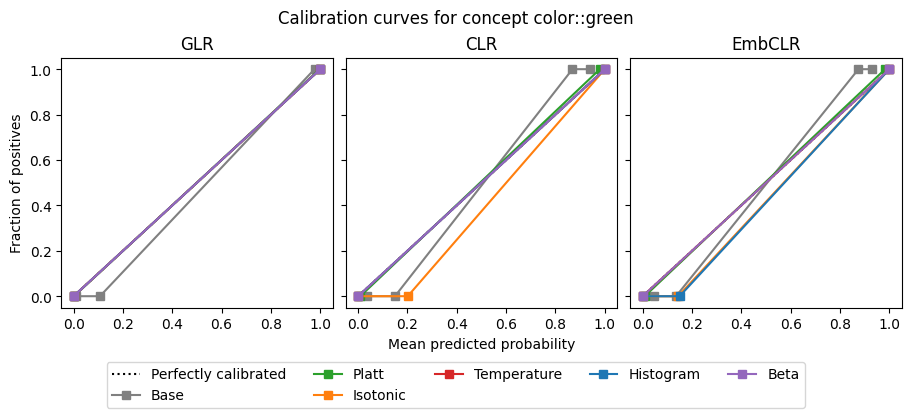 Calibration curves for concept color::green
GLR
CLR
EmbCLR
Fraction of positives
1.0
0.8
0.6
0.4
0.2
0.0
0.0 0.2 0.4 0.6 0.8 1.0
0.0 0.2 0.4 0.6 0.8 1.0
0.0 0.2 0.4 0.6 0.8 1.0
Mean predicted probability
Perfectly calibrated
Base
Platt
Isotonic
Temperature
Histogram
Beta